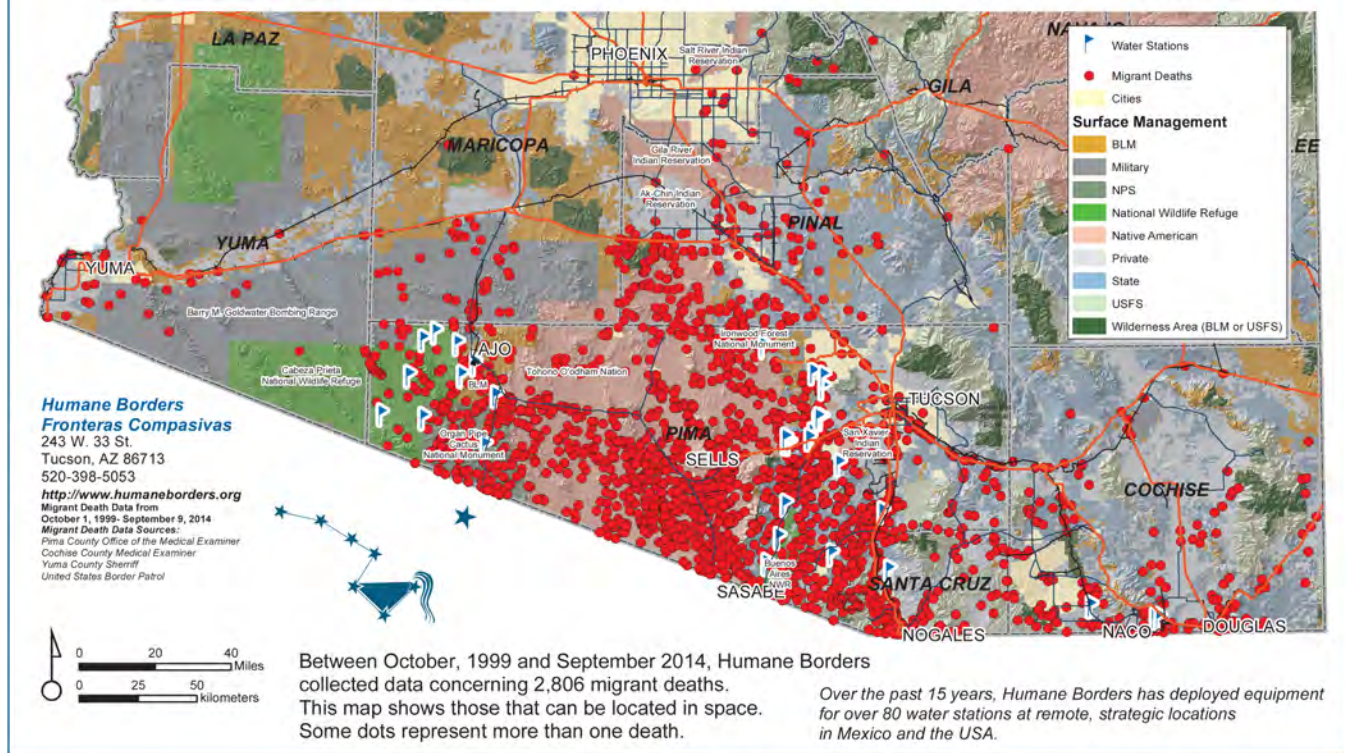 LA PAZ
PHOENIX
Salt River Indian
Reservation
GILA
MARICOPA
Gila River
Indian Reservation
Ak-Chin Indian
Reservation
PINAL
YUMA
YUMA
Barry M. Goldwater Bombing Range
Ironwood Forest
National Monument
AJO
BLM
Cabeza Prieta
National Wildlife Refuge
Tohono O'odham Nation
TUCSON
Organ Pipe
Cactus
National Monument
PIMA
SELLS
San Xavier
Indian
Reservation
COCHISE
Buenos
Aires
NWR
SASABE
SANTA CRUZ
NOGALES
NACO
DOUGLAS
Water Stations
Migrant Deaths
Cities
Surface Management
BLM
Military
NPS
National Wildlife Refuge
Native American
Private
State
USFS
Wilderness Area (BLM or USFS)
LEE
Humane Borders
Fronteras Compasivas
243 W. 33 St.
Tucson, AZ 86713
520-398-5053
http://www.humaneborders.org
Migrant Death Data from
October 1, 1999- September 9, 2014
Migrant Death Data Sources:
Pima County Office of the Medical Examiner
Cochise County Medical Examiner
Yuma County Sherriff
United States Border Patrol
0 20 40
Miles
0 25 50
kilometers
Between October, 1999 and September 2014, Humane Borders
collected data concerning 2,806 migrant deaths.
This map shows those that can be located in space.
Some dots represent more than one death.
Over the past 15 years, Humane Borders has deployed equipment
for over 80 water stations at remote, strategic locations
in Mexico and the USA.